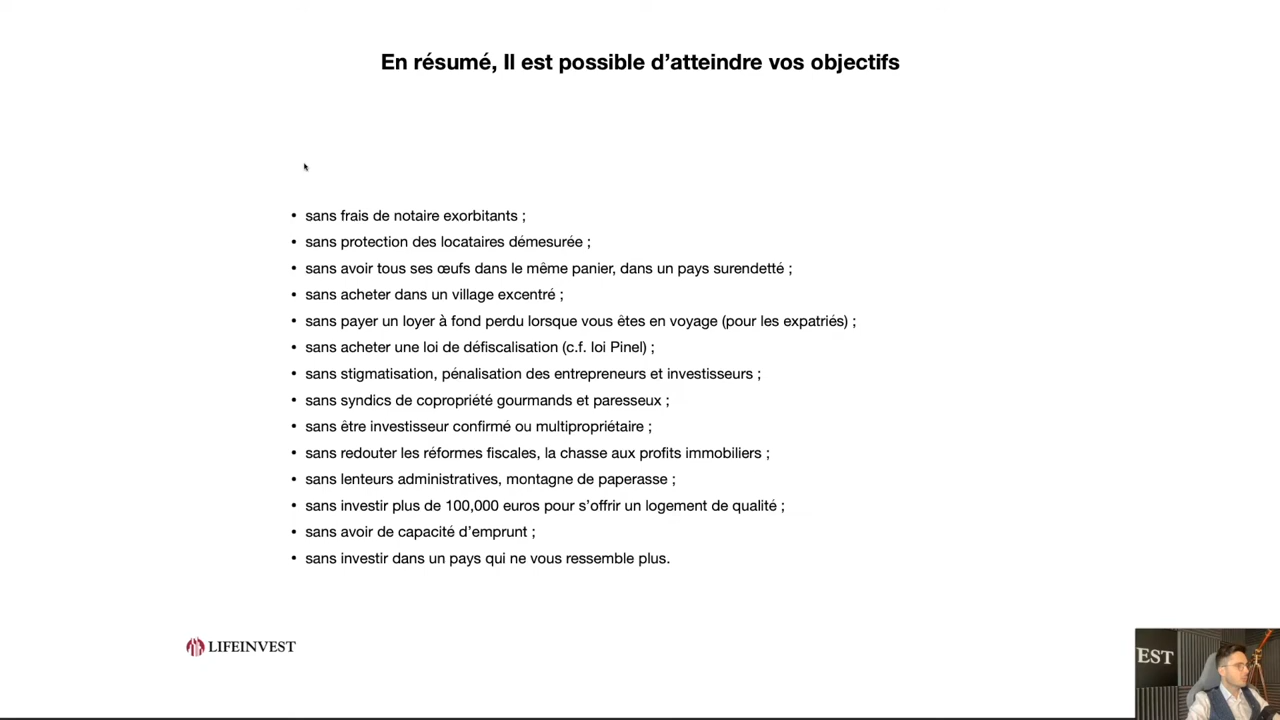 En résumé, Il est possible d’atteindre vos objectifs
• sans frais de notaire exorbitants ;
• sans protection des locataires démesurée ;
• sans avoir tous ses œufs dans le même panier, dans un pays surendetté ;
• sans acheter dans un village excentré ;
• sans payer un loyer à fond perdu lorsque vous êtes en voyage (pour les expatriés) ;
• sans acheter une loi de défiscalisation (c.f. loi Pinel) ;
• sans stigmatisation, pénalisation des entrepreneurs et investisseurs ;
• sans syndics de copropriété gourmands et paresseux ;
• sans être investisseur confirmé ou multipropriétaire ;
• sans redouter les réformes fiscales, la chasse aux profits immobiliers ;
• sans lenteurs administratives, montagne de paperasse ;
• sans investir plus de 100,000 euros pour s’offrir un logement de qualité ;
• sans avoir de capacité d’emprunt ;
• sans investir dans un pays qui ne vous ressemble plus.
LIFEINVEST
EST